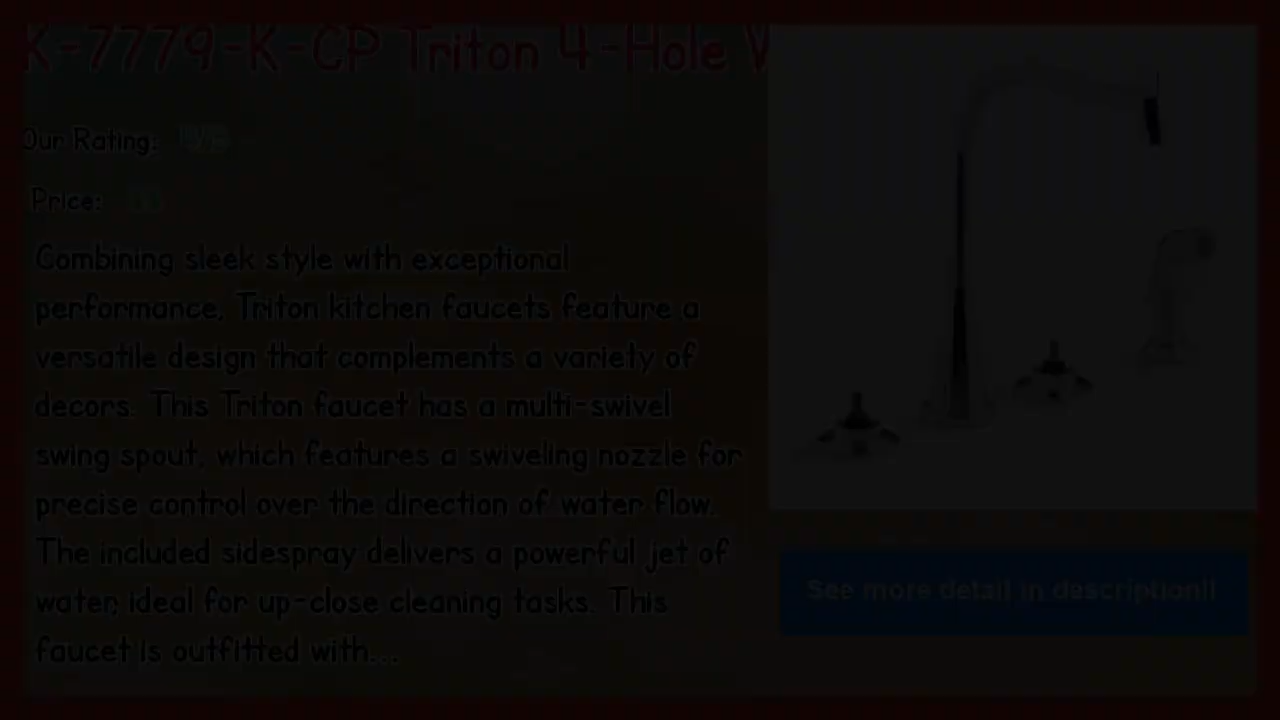 K-7779-K-CP Triton 4-Hole
Our Rating:
Price:
Combining sleek style with exceptional
performance, Triton kitchen faucets feature a
versatile design that complements a variety of
decors. This Triton faucet has a multi-swivel
swing spout, which features a swiveling nozzle for
precise control over the direction of water flow.
The included sidespray delivers a powerful jet of
water, ideal for up-close cleaning tasks. This
faucet is outfitted with...
See more detail in description!!